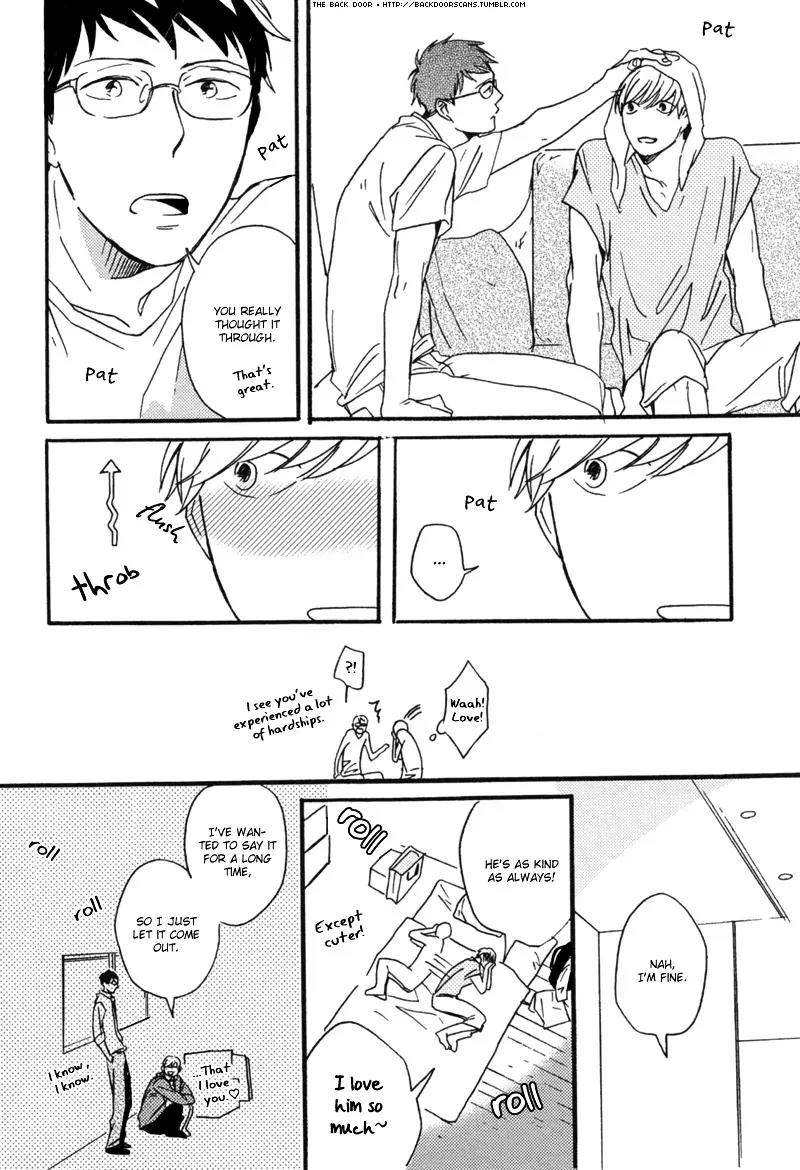 THE BACK DOOR • HTTP://BACKDOORSCANS.TUMBLR.COM
Pat
pat
YOU REALLY
THOUGHT IT
THROUGH.
That's
great.
Pat
Pat
...
flush
throb
?!
Waah!
Love!
I see you've
experienced a lot
of hardships.
NAH,
I'M FINE.
roll
HE'S AS KIND
AS ALWAYS!
Except
cuter!
I love
him so
much~
roll
I'VE WAN-
TED TO SAY IT
FOR A LONG
TIME,
roll
roll
SO I JUST
LET IT COME
OUT.
I know,
I know.
...That
I love
you.♡